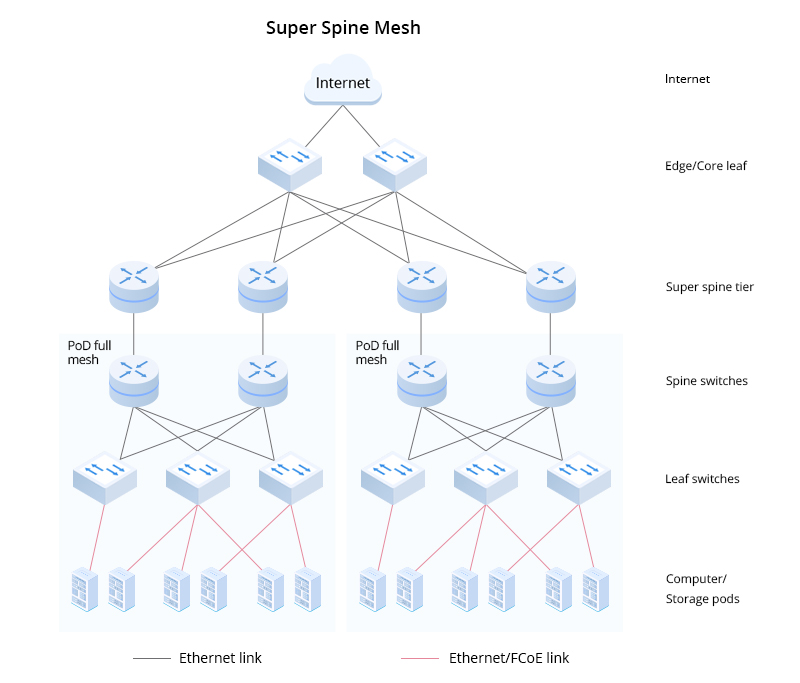 Super Spine Mesh
Internet
Internet
Edge/Core leaf
Super spine tier
PoD full
mesh
PoD full
mesh
Spine switches
Leaf switches
Computer/
Storage pods
Ethernet link
Ethernet/FCoE link